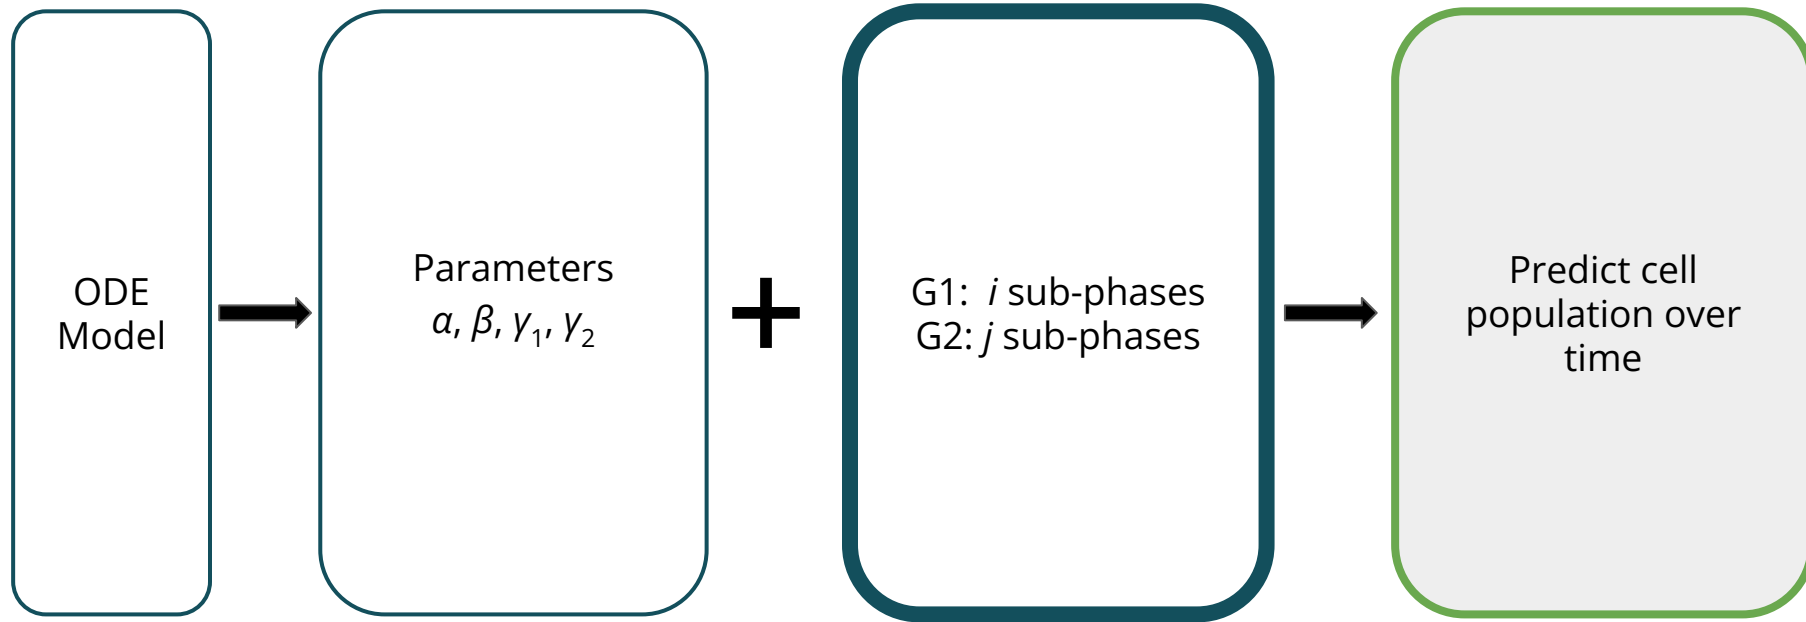 ODE
Model
Parameters
α, β, γ₁, γ₂
+
G1: i sub-phases
G2: j sub-phases
Predict cell
population over
time